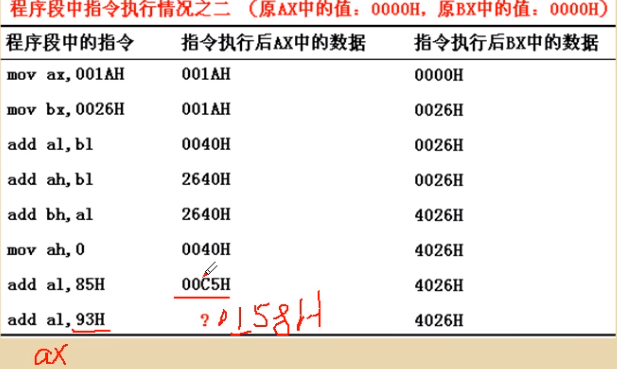 程序段中指令执行情况之二 （原AX中的值：0000H，原BX中的值：0000H）
程序段中的指令 指令执行后AX中的数据 指令执行后BX中的数据
mov ax,001AH 001AH 0000H
mov bx,0026H 001AH 0026H
add al,bl 0040H 0026H
add ah,bl 2640H 0026H
add bh,al 2640H 4026H
mov ah,0 0040H 4026H
add al,85H 00C5H 4026H
add al,93H ? 0158H 4026H
ax